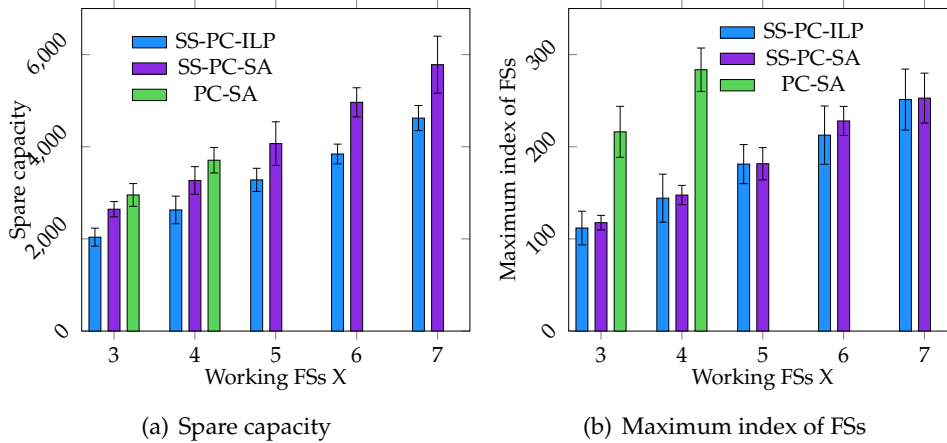 6,000
4,000
2,000
0
Spare capacity
SS-PC-ILP
SS-PC-SA
PC-SA
3 4 5 6 7
Working FSs X
(a) Spare capacity
300
200
100
0
Maximum index of FSs
SS-PC-ILP
SS-PC-SA
PC-SA
3 4 5 6 7
Working FSs X
(b) Maximum index of FSs